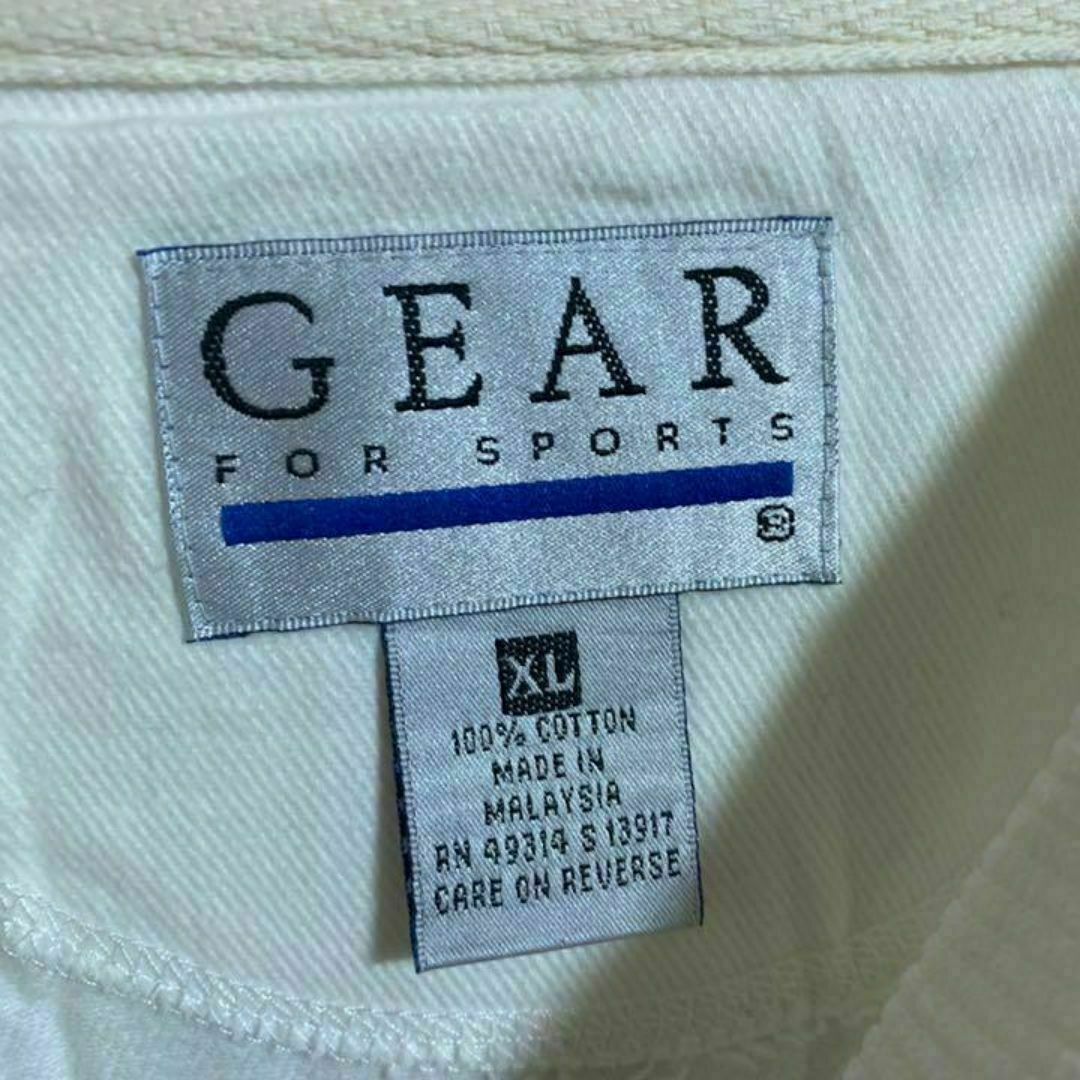 GEAR
FOR SPORTS
®
XL
100% COTTON
MADE IN
MALAYSIA
RN 49314 S 13917
CARE ON REVERSE